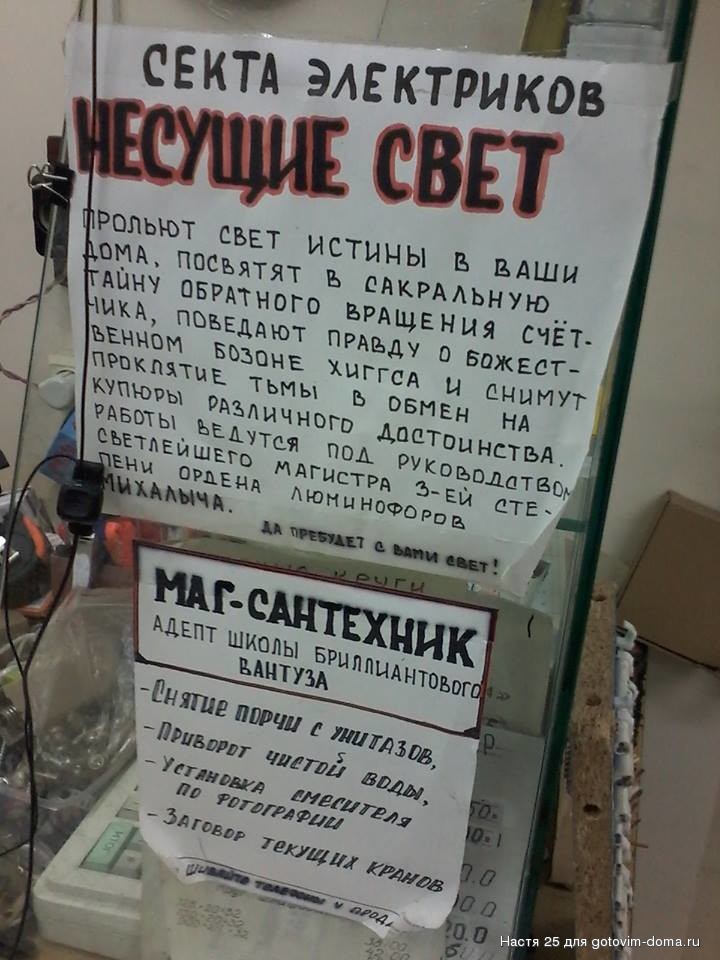 СЕКТА ЭЛЕКТРИКОВ
НЕСУЩИЕ СВЕТ
ПРОЛЬЮТ СВЕТ ИСТИНЫ В ВАШИ
ДОМА, ПОСВЯТЯТ В САКРАЛЬНУЮ
ТАЙНУ ОБРАТНОГО ВРАЩЕНИЯ СЧЁТ-
ЧИКА, ПОВЕДАЮТ ПРАВДУ О БОЖЕСТ-
ВЕННОМ БОЗОНЕ ХИГГСА И СНИМУТ
ПРОКЛЯТИЕ ТЬМЫ В ОБМЕН НА
КУПЮРЫ РАЗЛИЧНОГО ДОСТОИНСТВА.
РАБОТЫ ВЕДУТСЯ ПОД РУКОВОДСТВОМ
СВЕТЛЕЙШЕГО МАГИСТРА 3-ЕЙ СТЕ-
ПЕНИ ОРДЕНА ЛЮМИНОФОРОВ
МИХАЛЫЧА.
ДА ПРЕБУДЕТ С ВАМИ СВЕТ!
КРУГИ
МАГ-САНТЕХНИК
АДЕПТ ШКОЛЫ БРИЛЛИАНТОВОГО
ВАНТУЗА
-СНЯТИЕ ПОРЧИ С УНИТАЗОВ,
-ПРИВОРОТ ЧИСТОЙ ВОДЫ,
-УСТАНОВКА СМЕСИТЕЛЯ
ПО ФОТОГРАФИИ
-ЗАГОВОР ТЕКУЩИХ КРАНОВ
ТЕЛЕФОНЫ У
Настя 25 для gotovim-doma.ru